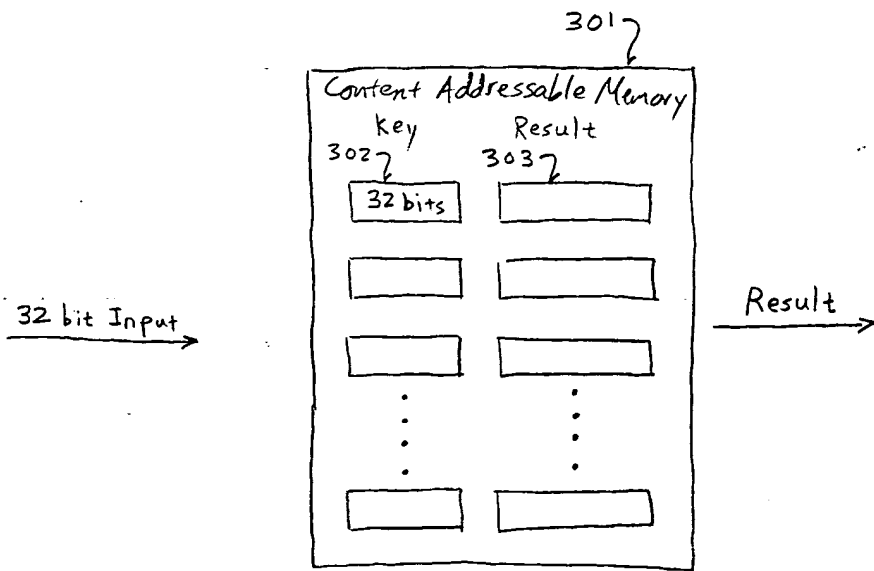 301
Content Addressable Memory
Key Result
302 303
32 bits
32 bit Input
Result